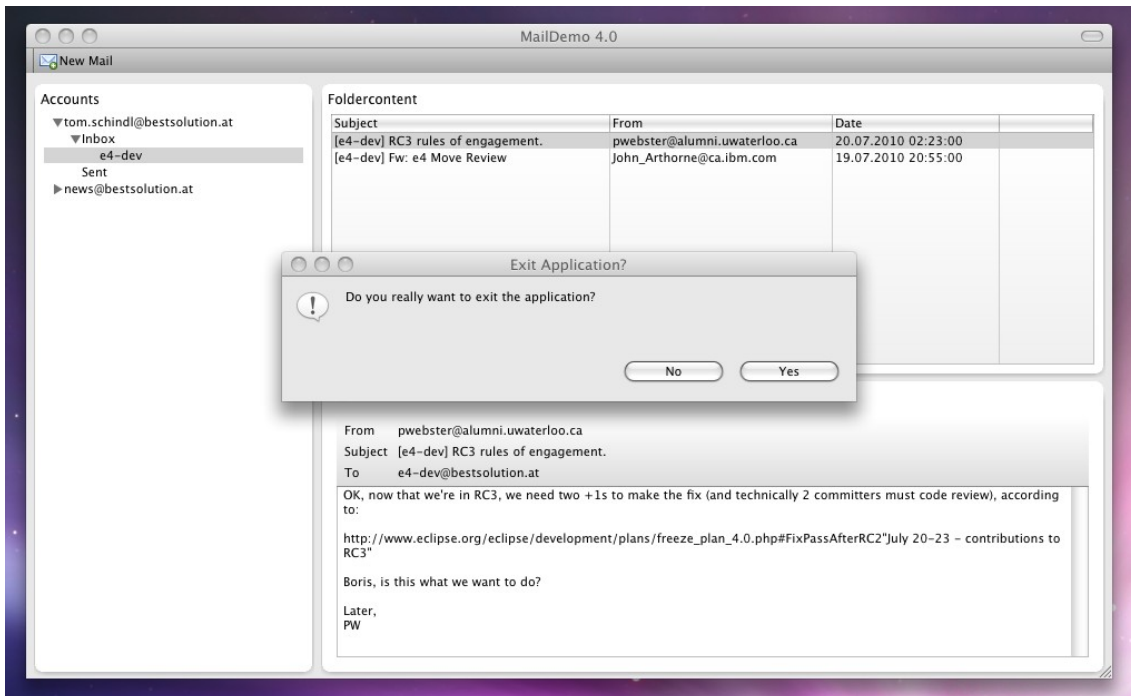 MailDemo 4.0
New Mail
Accounts
tom.schindl@bestsolution.at
Inbox
e4-dev
Sent
news@bestsolution.at
Foldercontent
Subject From Date
[e4-dev] RC3 rules of engagement. pwebster@alumni.uwaterloo.ca 20.07.2010 02:23:00
[e4-dev] Fw: e4 Move Review John_Arthorne@ca.ibm.com 19.07.2010 20:55:00
Exit Application?
Do you really want to exit the application?
No Yes
From pwebster@alumni.uwaterloo.ca
Subject [e4-dev] RC3 rules of engagement.
To e4-dev@bestsolution.at
OK, now that we're in RC3, we need two +1s to make the fix (and technically 2 committers must code review), according
to:
http://www.eclipse.org/eclipse/development/plans/freeze_plan_4.0.php#FixPassAfterRC2"July 20-23 - contributions to
RC3"
Boris, is this what we want to do?
Later,
PW